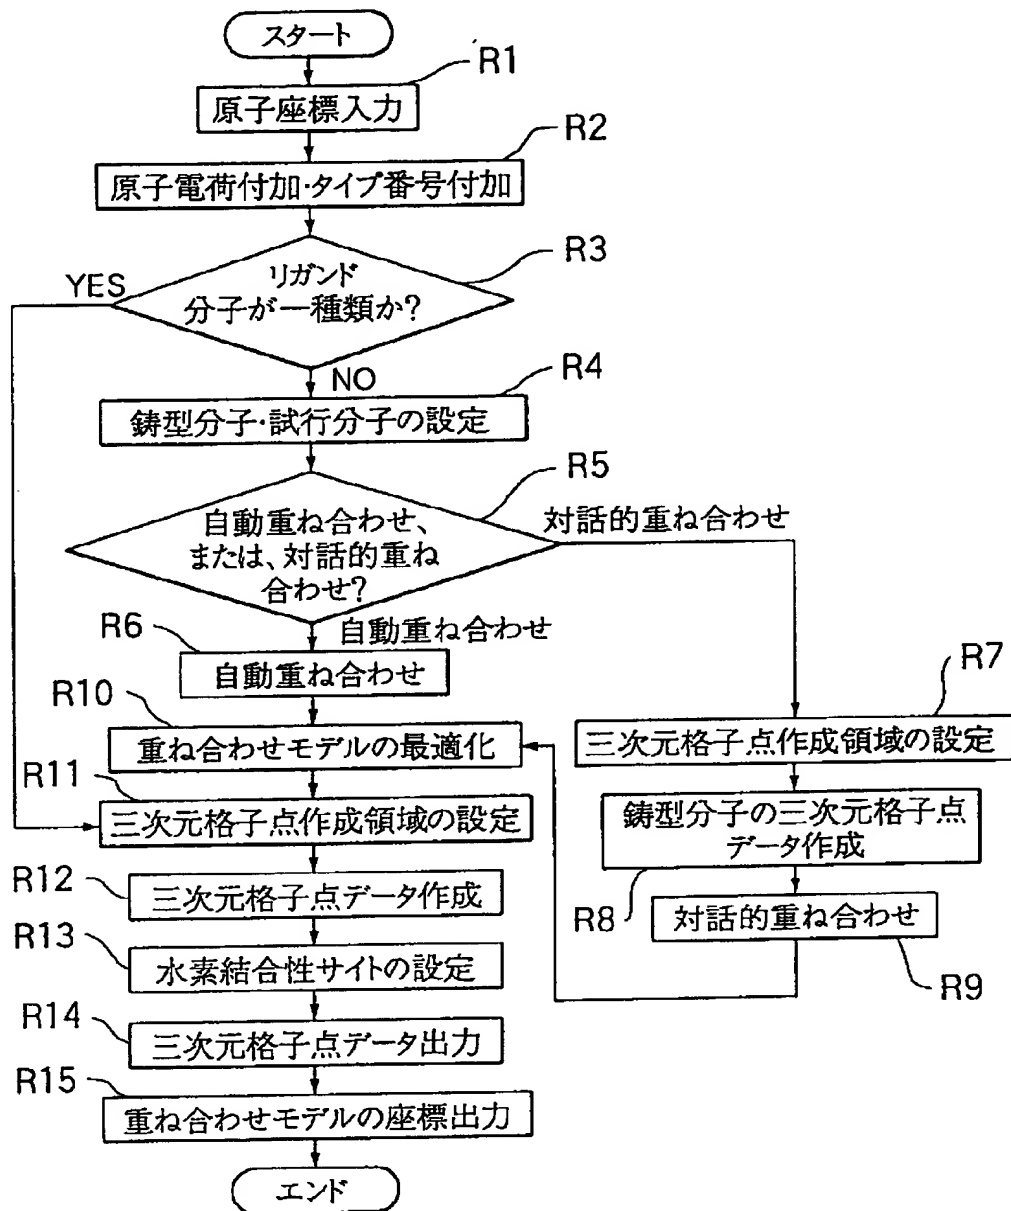 スタート
R1
原子座標入力
R2
原子電荷付加・タイプ番号付加
R3
リガンド
分子が一種類か?
YES
NO
R4
鋳型分子・試行分子の設定
R5
自動重ね合わせ、
または、対話的重ね
合わせ?
対話的重ね合わせ
自動重ね合わせ
R6
自動重ね合わせ
R7
三次元格子点作成領域の設定
鋳型分子の三次元格子点
データ作成
R8
対話的重ね合わせ
R9
R10
重ね合わせモデルの最適化
R11
三次元格子点作成領域の設定
R12
三次元格子点データ作成
R13
水素結合性サイトの設定
R14
三次元格子点データ出力
R15
重ね合わせモデルの座標出力
エンド